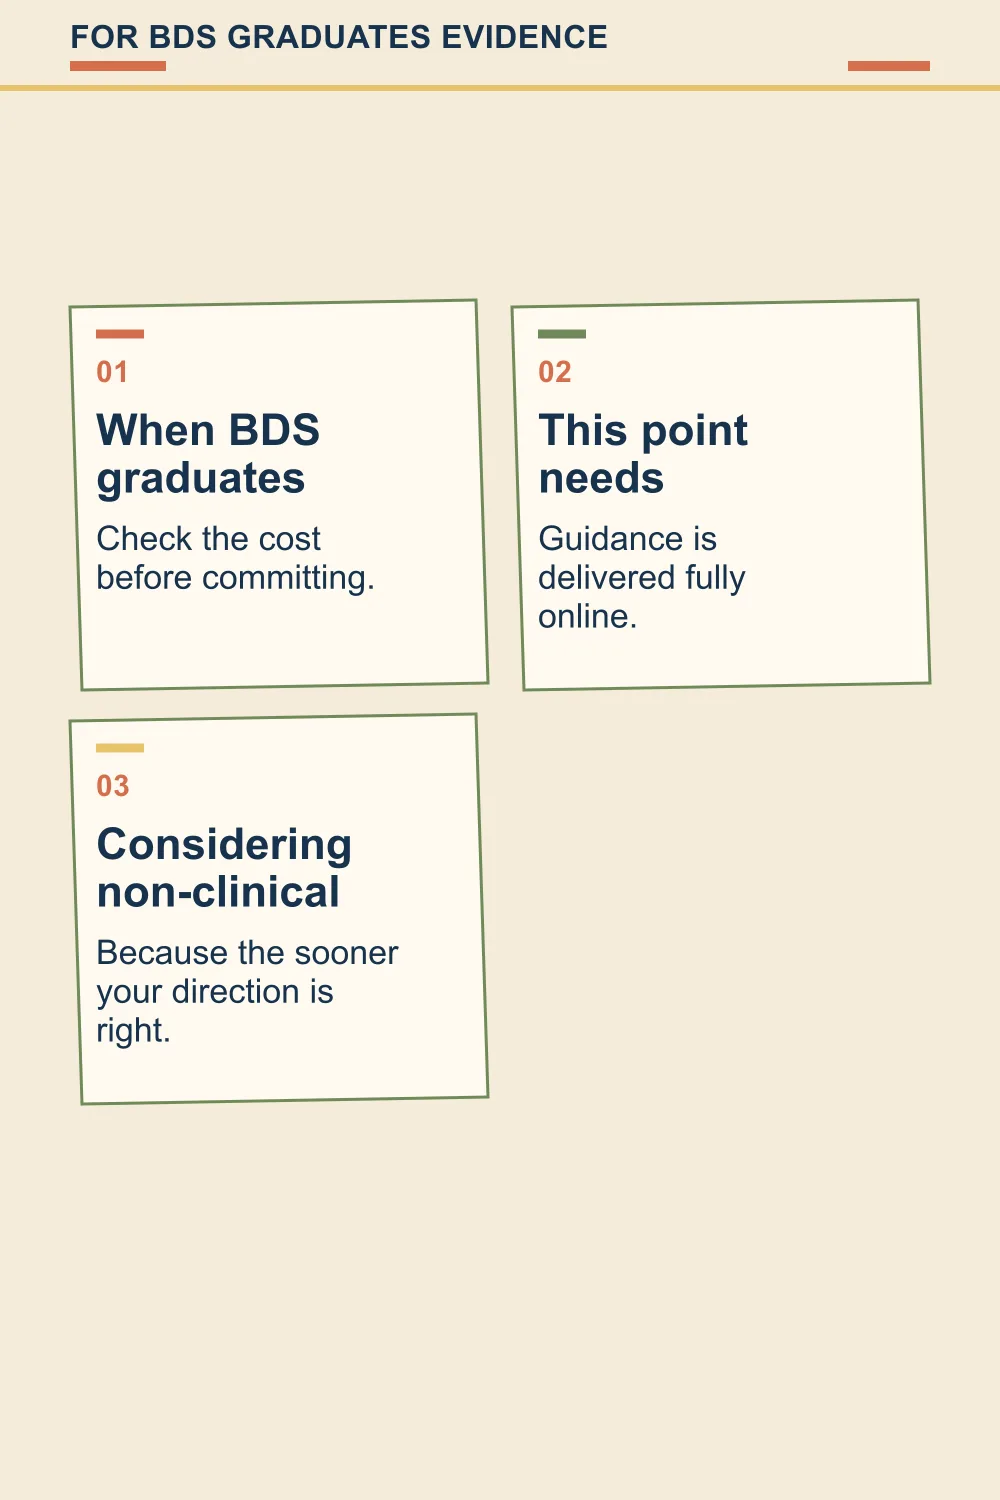 FOR BDS GRADUATES EVIDENCE
01
When BDS
graduates
Check the cost
before committing.
02
This point
needs
Guidance is
delivered fully
online.
03
Considering
non-clinical
Because the sooner
your direction is
right.